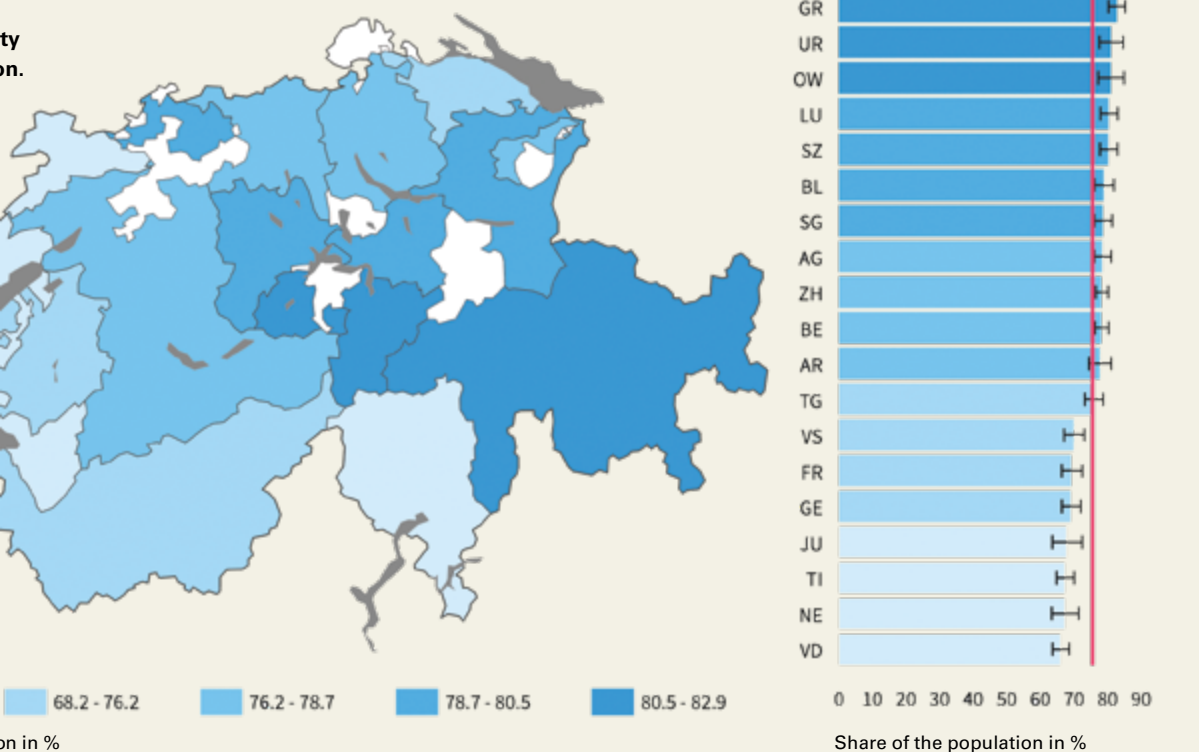 ty
on.
GR
UR
OW
LU
SZ
BL
SG
AG
ZH
BE
AR
TG
VS
FR
GE
JU
TI
NE
VD
68.2 - 76.2 76.2 - 78.7 78.7 - 80.5 80.5 - 82.9
0 10 20 30 40 50 60 70 80 90
on in %
Share of the population in %